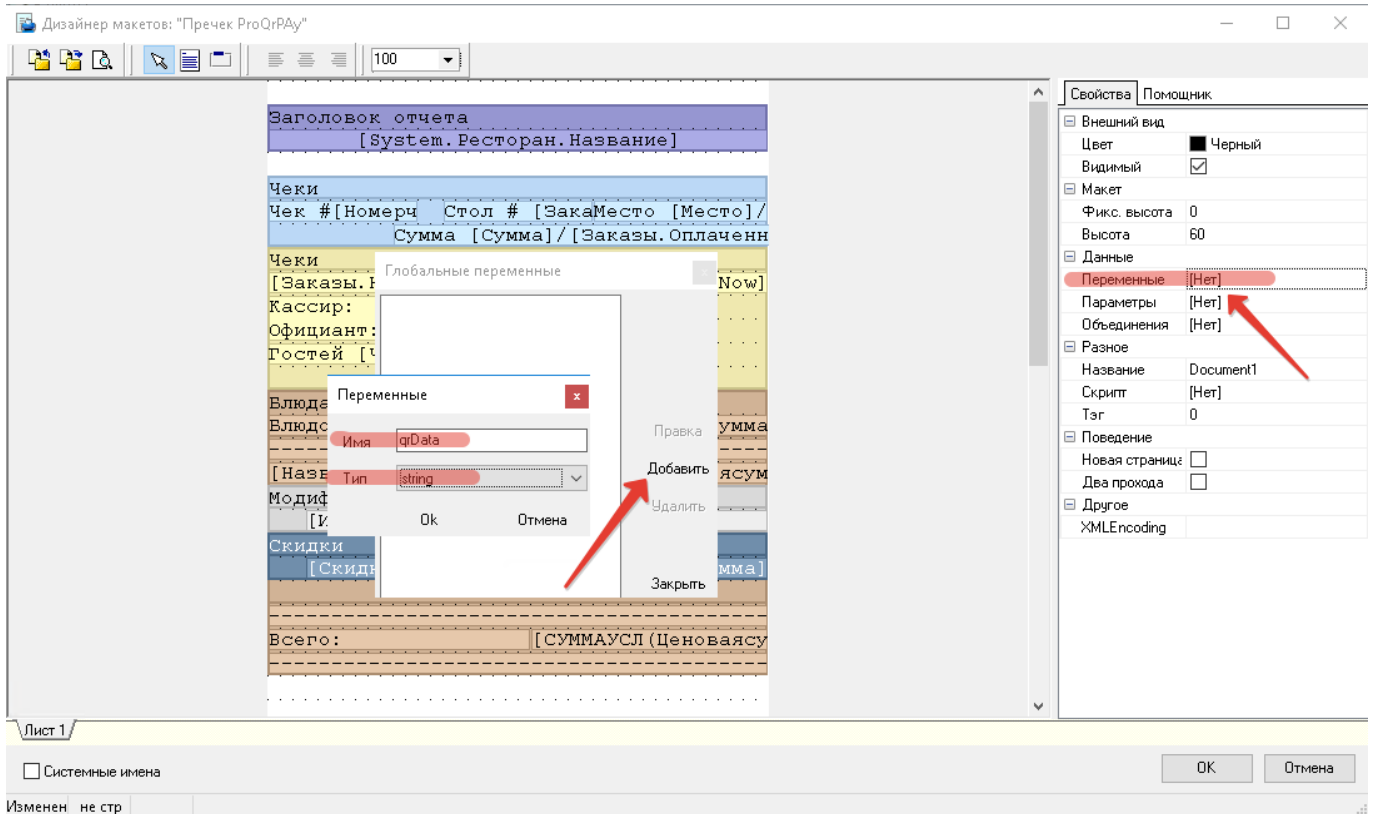 Дизайнер макетов: "Пречек ProQrPAy"
100
Заголовок отчета
[System.Ресторан.Название]
Чеки
Чек #[Номерч Стол # [ЗакаМесто [Место]/
Сумма [Сумма]/[Заказы.Оплаченн
Чеки
[Заказы.Н Now]
Кассир:
Официант:
Гостей [Ч
Блюда
Блюдо умма
[Назв ясум
Модиф
[И
Скидки
[Скидк мма]
Всего: [СУММАУСЛ(Ценоваясу
Глобальные переменные
Правка
Добавить
Удалить
Закрыть
Переменные
Имя qrData
Тип string
Ok Отмена
Свойства Помощник
Внешний вид
Цвет Черный
Видимый
Макет
Фикс. высота 0
Высота 60
Данные
Переменные [Нет]
Параметры [Нет]
Объединения [Нет]
Разное
Название Document1
Скрипт [Нет]
Тэг 0
Поведение
Новая страница
Два прохода
Другое
XMLEncoding
Лист 1
Системные имена
OK Отмена
Изменен не стр